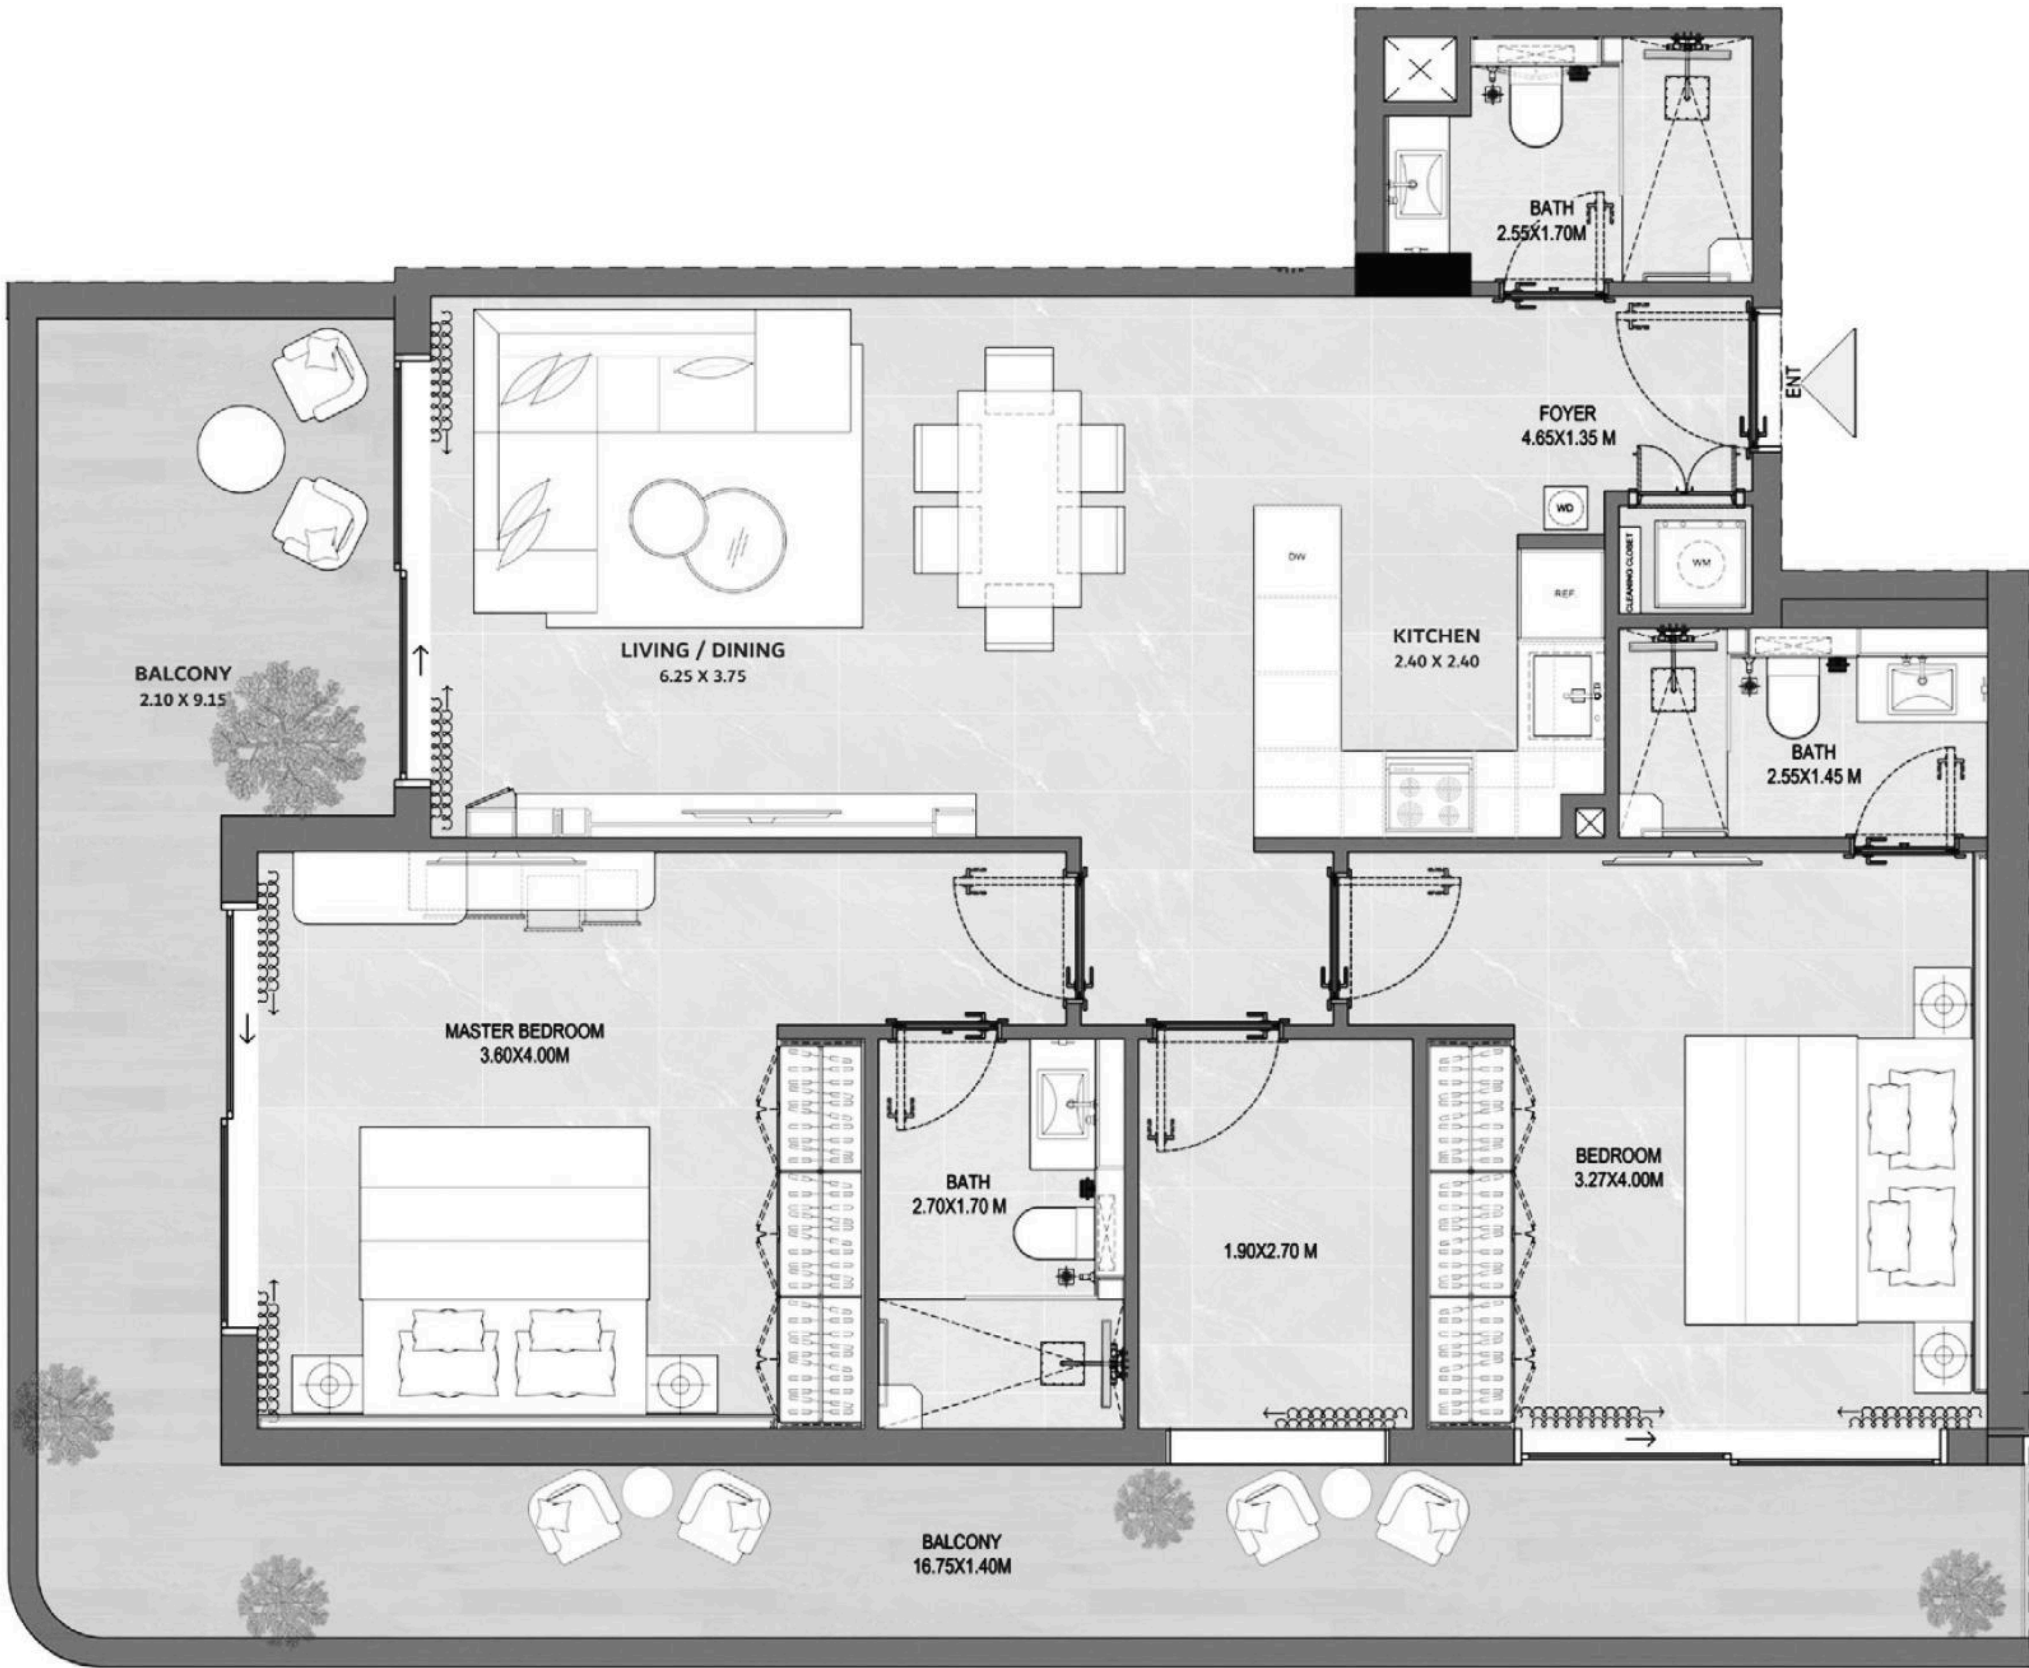 BATH
2.55X1.70M
ENT
FOYER
4.65X1.35 M
WD
DW
CLEANING CLOSET
WM
REF.
KITCHEN
2.40 X 2.40
LIVING / DINING
6.25 X 3.75
BALCONY
2.10 X 9.15
BATH
2.55X1.45 M
MASTER BEDROOM
3.60X4.00M
BATH
2.70X1.70 M
1.90X2.70 M
BEDROOM
3.27X4.00M
BALCONY
16.75X1.40M